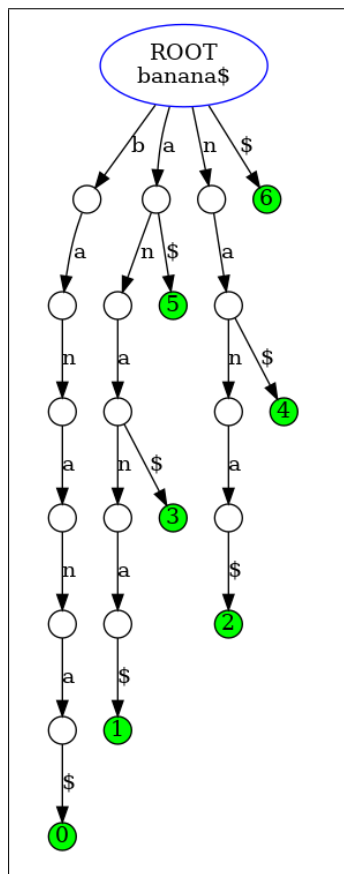 ROOT
banana$
b a n $
6
a n $ a
5
n a n $
4
a n $ a
3
n a $
2
a $
1
$
0